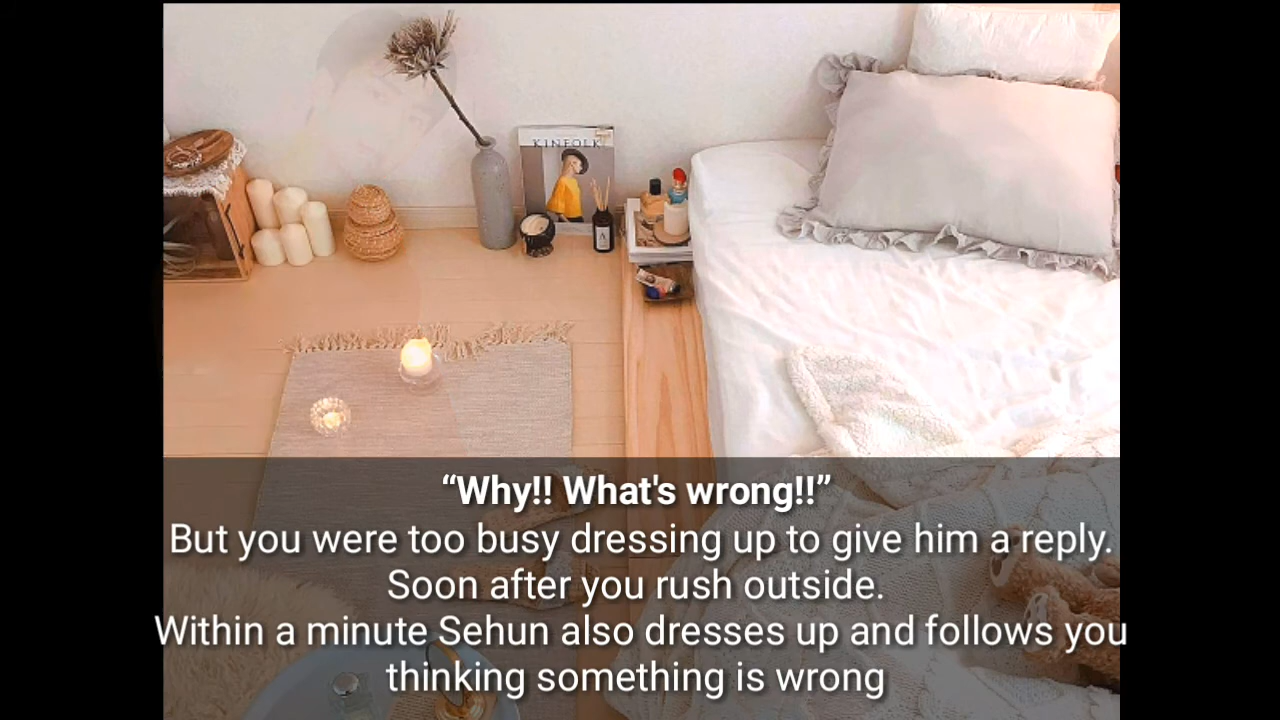 KINFOLK
“Why!! What's wrong!!”
But you were too busy dressing up to give him a reply.
Soon after you rush outside.
Within a minute Sehun also dresses up and follows you
thinking something is wrong